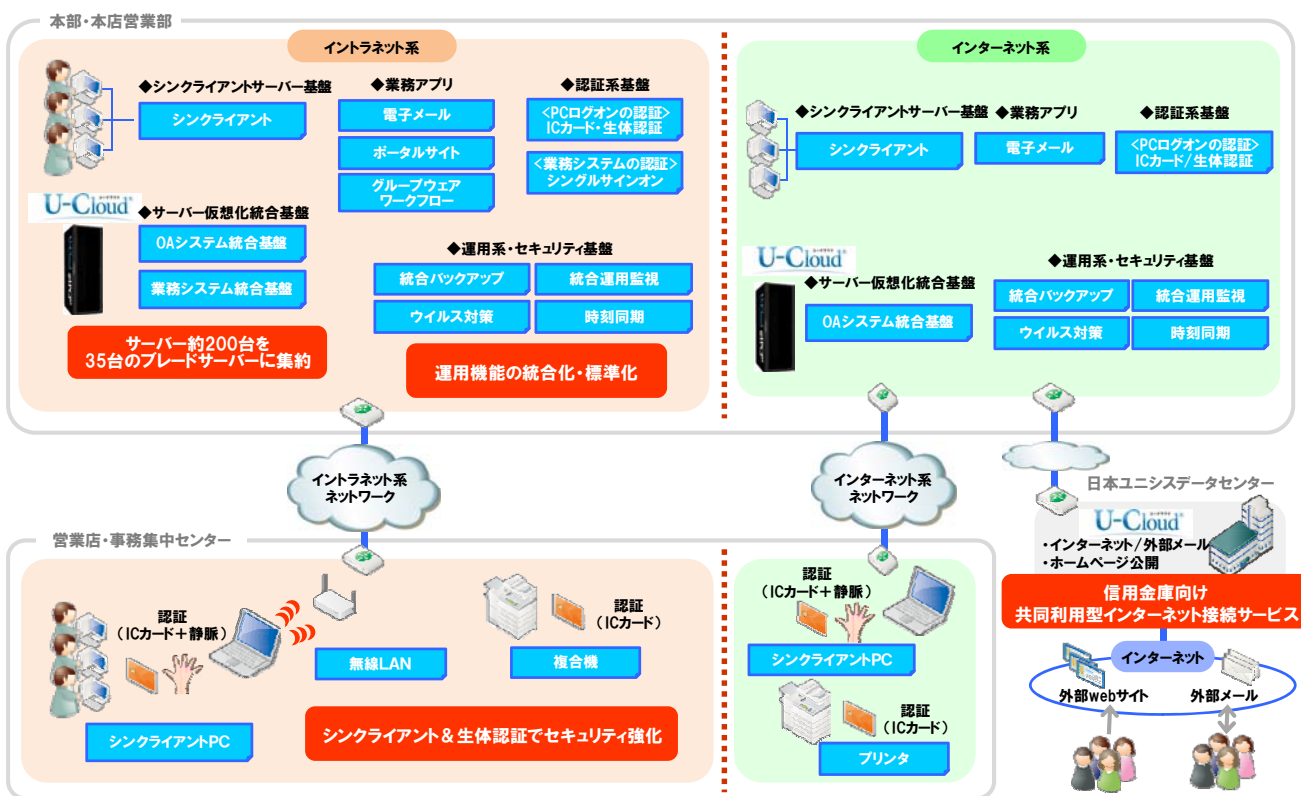 本部・本店営業部
イントラネット系
◆シンクライアントサーバー基盤
シンクライアント
◆業務アプリ
電子メール
ポータルサイト
グループウェア
ワークフロー
◆認証系基盤
<PCログオンの認証>
ICカード・生体認証
<業務システムの認証>
シングルサインオン
U-Cloud®
◆サーバー仮想化統合基盤
OAシステム統合基盤
業務システム統合基盤
◆運用系・セキュリティ基盤
統合バックアップ
統合運用監視
ウイルス対策
時刻同期
サーバー約200台を
35台のブレードサーバーに集約
運用機能の統合化・標準化
インターネット系
◆シンクライアントサーバー基盤
シンクライアント
◆業務アプリ
電子メール
◆認証系基盤
<PCログオンの認証>
ICカード/生体認証
U-Cloud®
◆サーバー仮想化統合基盤
OAシステム統合基盤
◆運用系・セキュリティ基盤
統合バックアップ
統合運用監視
ウイルス対策
時刻同期
イントラネット系
ネットワーク
インターネット系
ネットワーク
日本ユニシスデータセンター
U-Cloud®
・インターネット/外部メール
・ホームページ公開
信用金庫向け
共同利用型インターネット接続サービス
インターネット
外部webサイト
外部メール
営業店・事務集中センター
認証
(ICカード+静脈)
シンクライアントPC
無線LAN
認証
(ICカード)
複合機
シンクライアント&生体認証でセキュリティ強化
認証
(ICカード+静脈)
シンクライアントPC
認証
(ICカード)
プリンタ